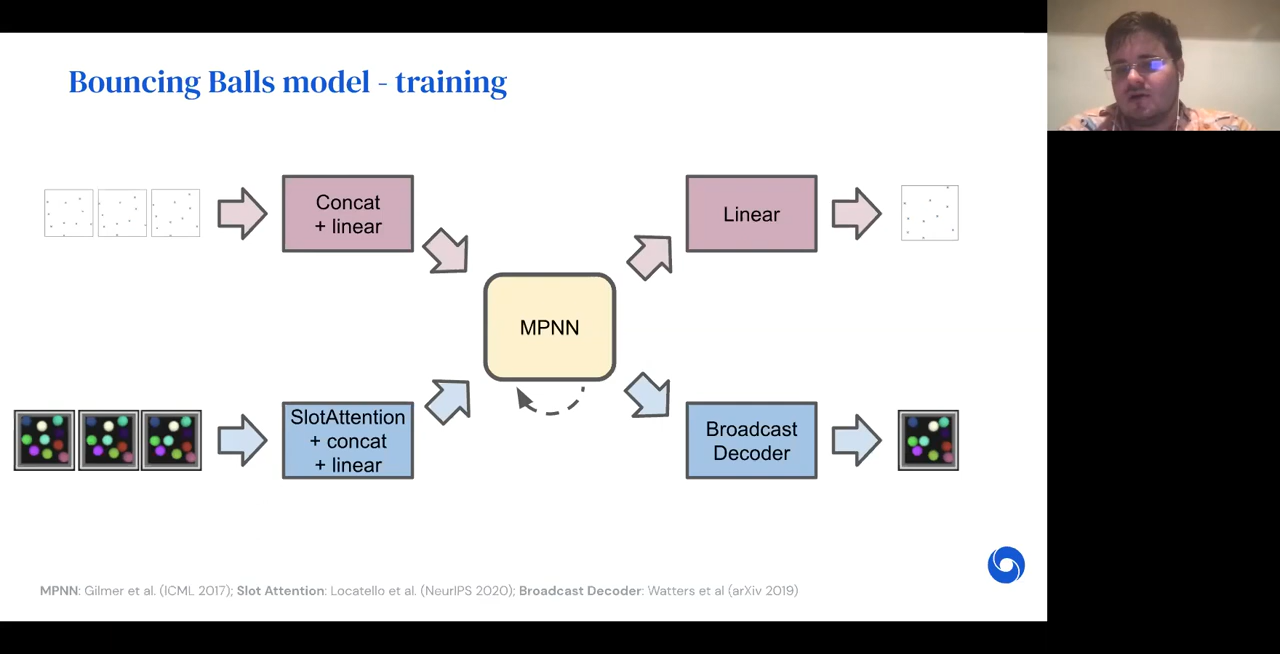 Bouncing Balls model - training
Concat
+ linear
Linear
MPNN
SlotAttention
+ concat
+ linear
Broadcast
Decoder
MPNN: Gilmer et al. (ICML 2017); Slot Attention: Locatello et al. (NeurIPS 2020); Broadcast Decoder: Watters et al (arXiv 2019)